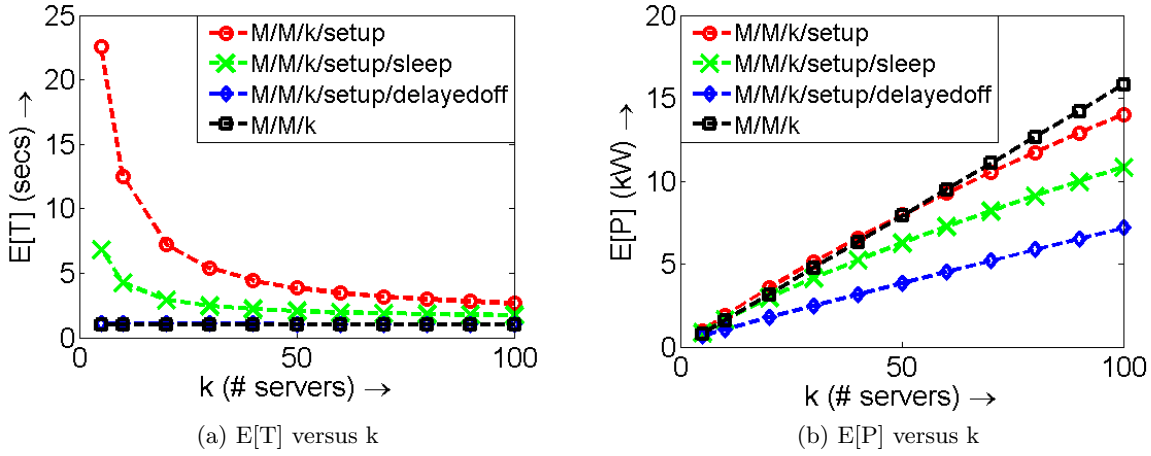 25
20
15
10
5
0
0
50
100
E[T] (secs) →
k (# servers) →
M/M/k/setup
M/M/k/setup/sleep
M/M/k/setup/delayedoff
M/M/k
(a) E[T] versus k
20
15
10
5
0
0
50
100
E[P] (kW) →
k (# servers) →
M/M/k/setup
M/M/k/setup/sleep
M/M/k/setup/delayedoff
M/M/k
(b) E[P] versus k